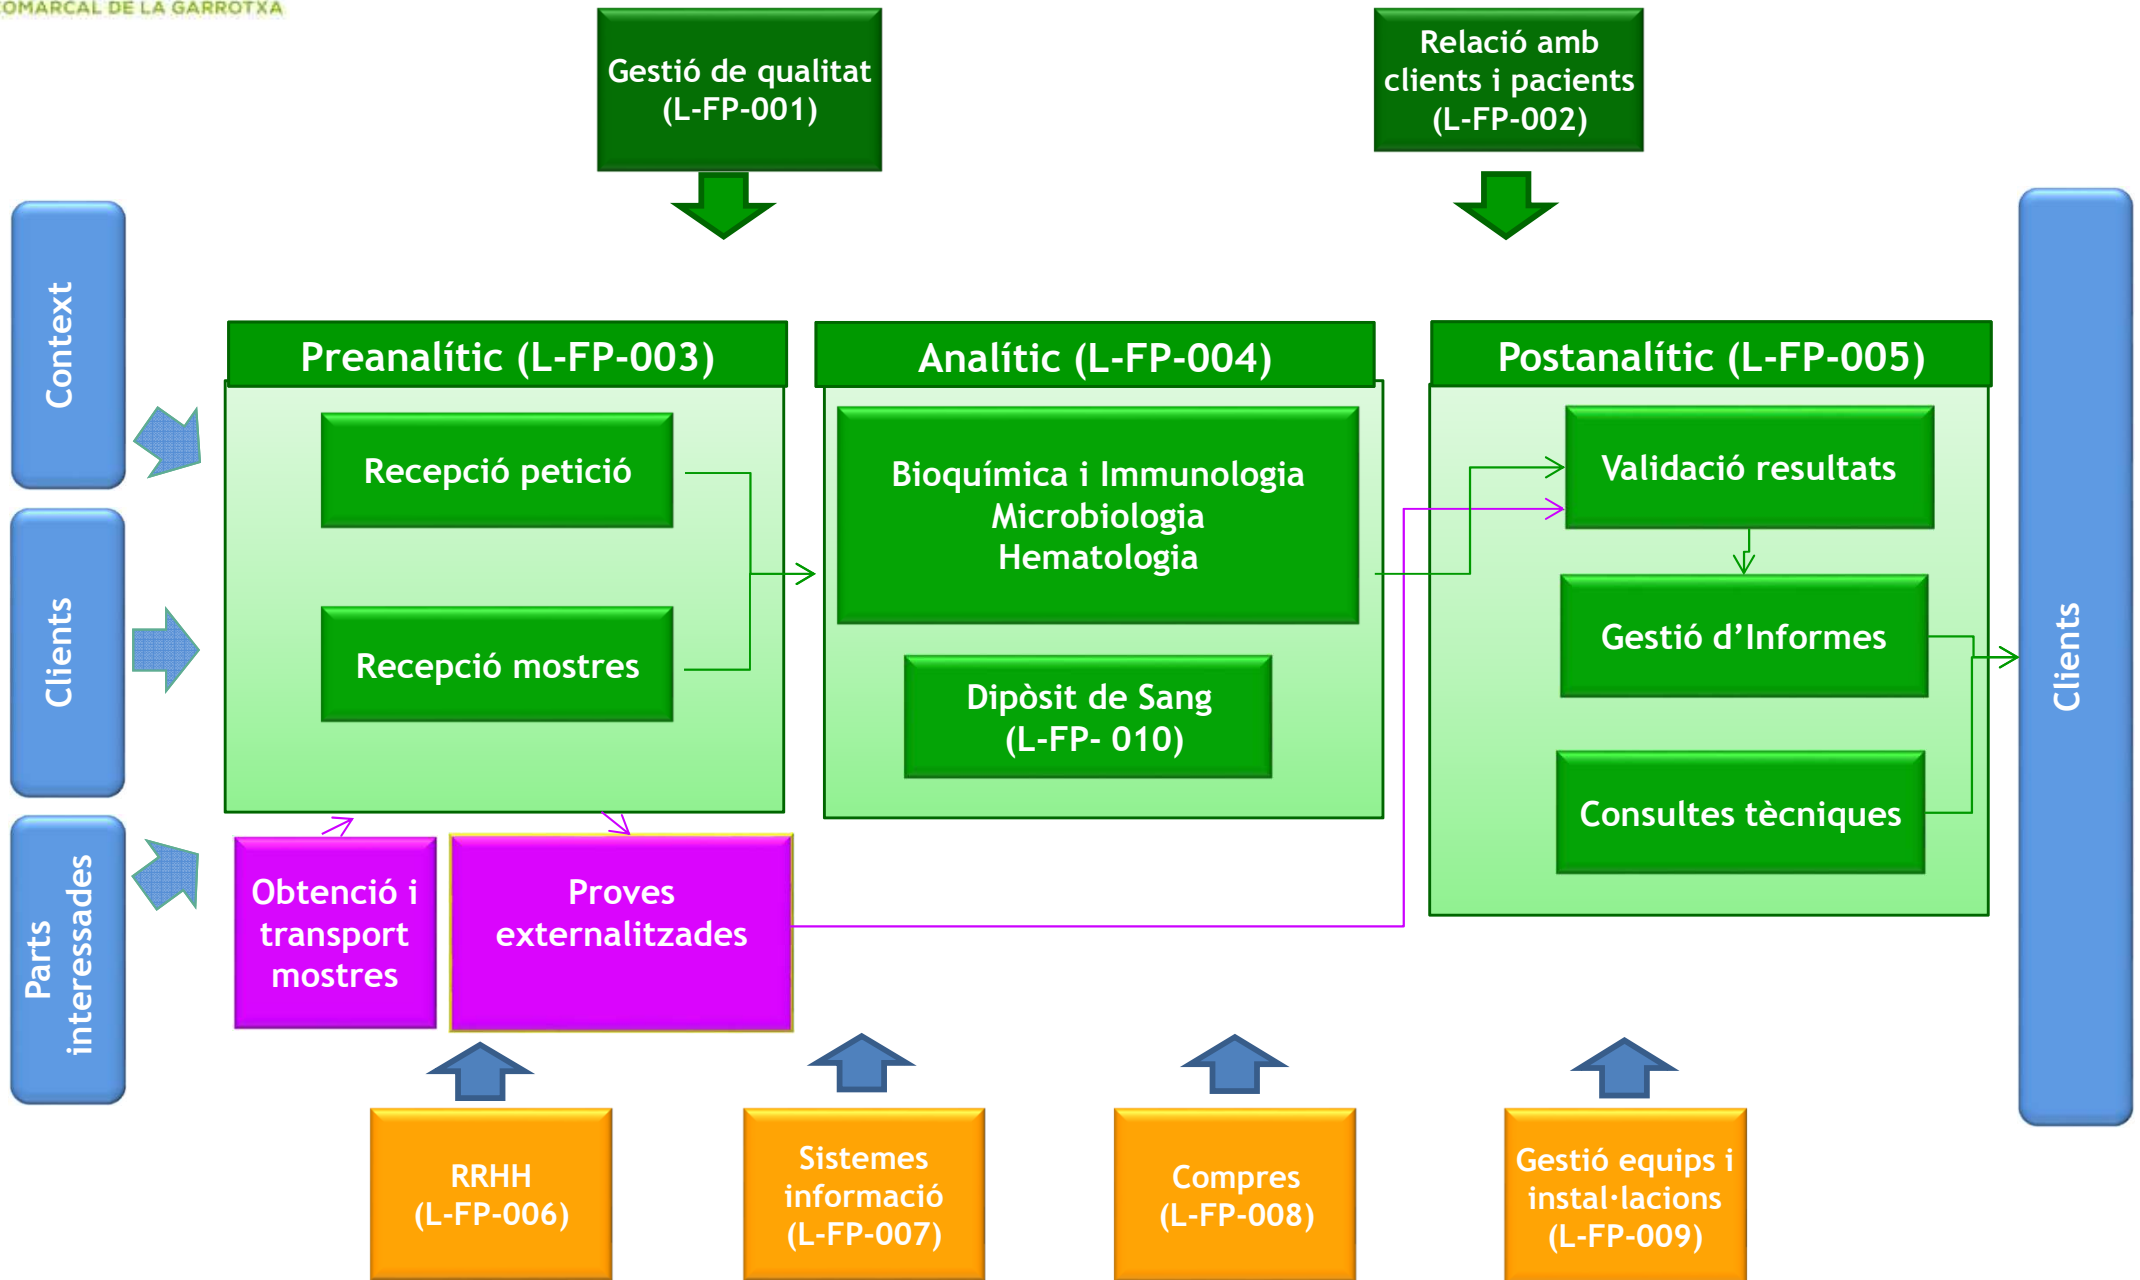 OMARCAL DE LA GARROTXA
Gestió de qualitat
(L-FP-001)
Relació amb
clients i pacients
(L-FP-002)
Context
Clients
Parts
interessades
Preanalític (L-FP-003)
Recepció petició
Recepció mostres
Analític (L-FP-004)
Bioquímica i Immunologia
Microbiologia
Hematologia
Dipòsit de Sang
(L-FP- 010)
Postanalític (L-FP-005)
Validació resultats
Gestió d’Informes
Consultes tècniques
Clients
Obtenció i
transport
mostres
Proves
externalitzades
RRHH
(L-FP-006)
Sistemes
informació
(L-FP-007)
Compres
(L-FP-008)
Gestió equips i
instal·lacions
(L-FP-009)